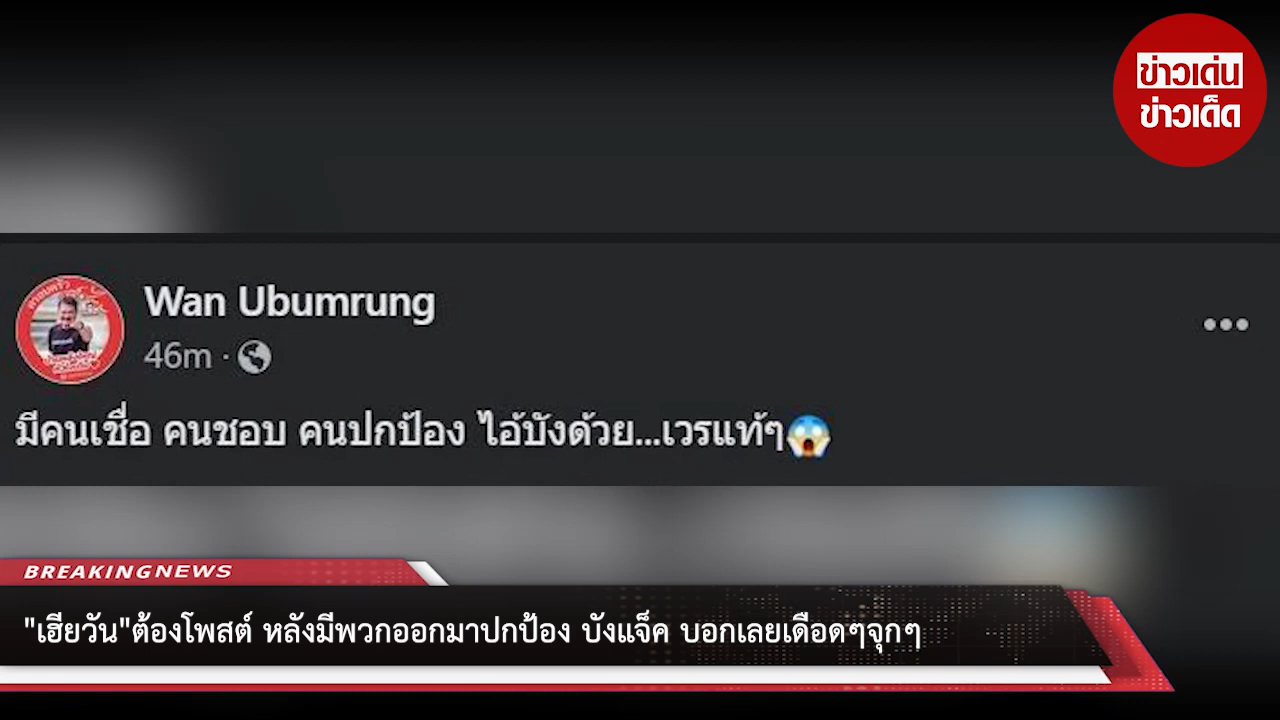 ข่าวเด่น
ข่าวเด็ด
Wan Ubumrung
46m ·
มีคนเชื่อ คนชอบ คนปกป้อง ไอ้บังด้วย...เวรแท้ๆ😱
BREAKING NEWS
"เฮียวัน"ต้องโพสต์ หลังมีพวกออกมาปกป้อง บังแจ็ค บอกเลยเดือดๆจุกๆ